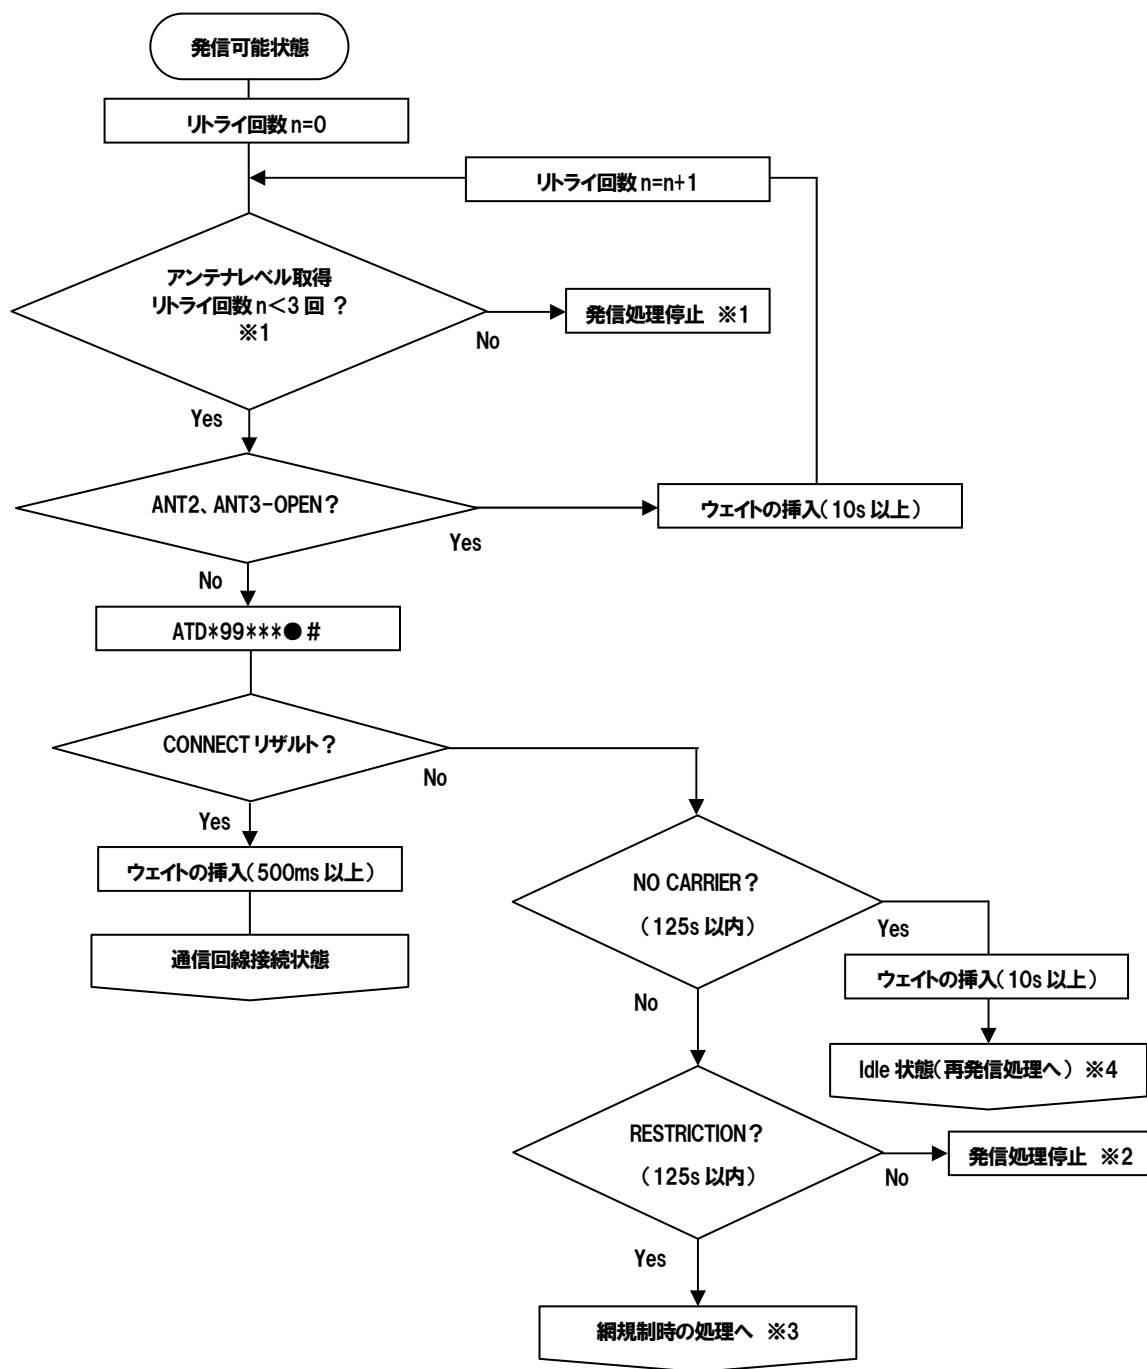 発信可能状態
リトライ回数 n=0
リトライ回数 n=n+1
アンテナレベル取得
リトライ回数 n<3 回 ?
※1
No
発信処理停止 ※1
Yes
ANT2、ANT3-OPEN?
Yes
ウェイトの挿入(10s 以上)
No
ATD*99***●#
CONNECT リザルト?
No
Yes
ウェイトの挿入(500ms 以上)
通信回線接続状態
NO CARRIER?
(125s 以内)
Yes
ウェイトの挿入(10s 以上)
No
Idle 状態(再発信処理へ) ※4
RESTRICTION?
(125s 以内)
No
発信処理停止 ※2
Yes
網規制時の処理へ ※3